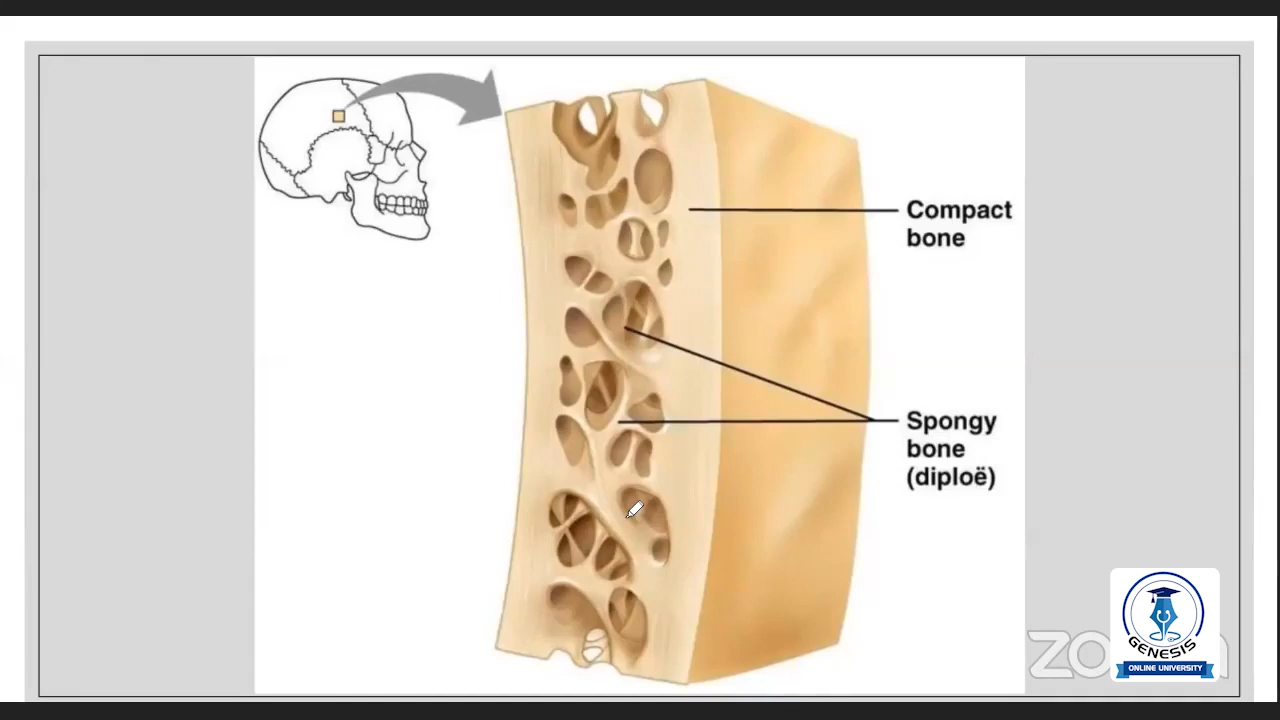 Compact
bone
Spongy
bone
(diploë)
GENESIS
ONLINE UNIVERSITY